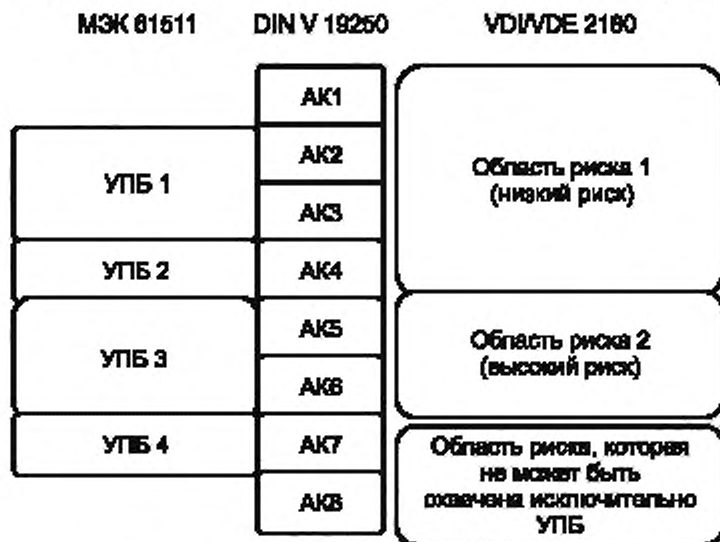 МЭК 61511 DIN V 19250 VDI/VDE 2180
АК1
АК2
УПБ 1
АК3
УПБ 2
АК4
АК5
УПБ 3
АК6
УПБ 4
АК7
АК8
Область риска 1
(низкий риск)
Область риска 2
(высокий риск)
Область риска, которая
не может быть
охвачена исключительно
УПБ